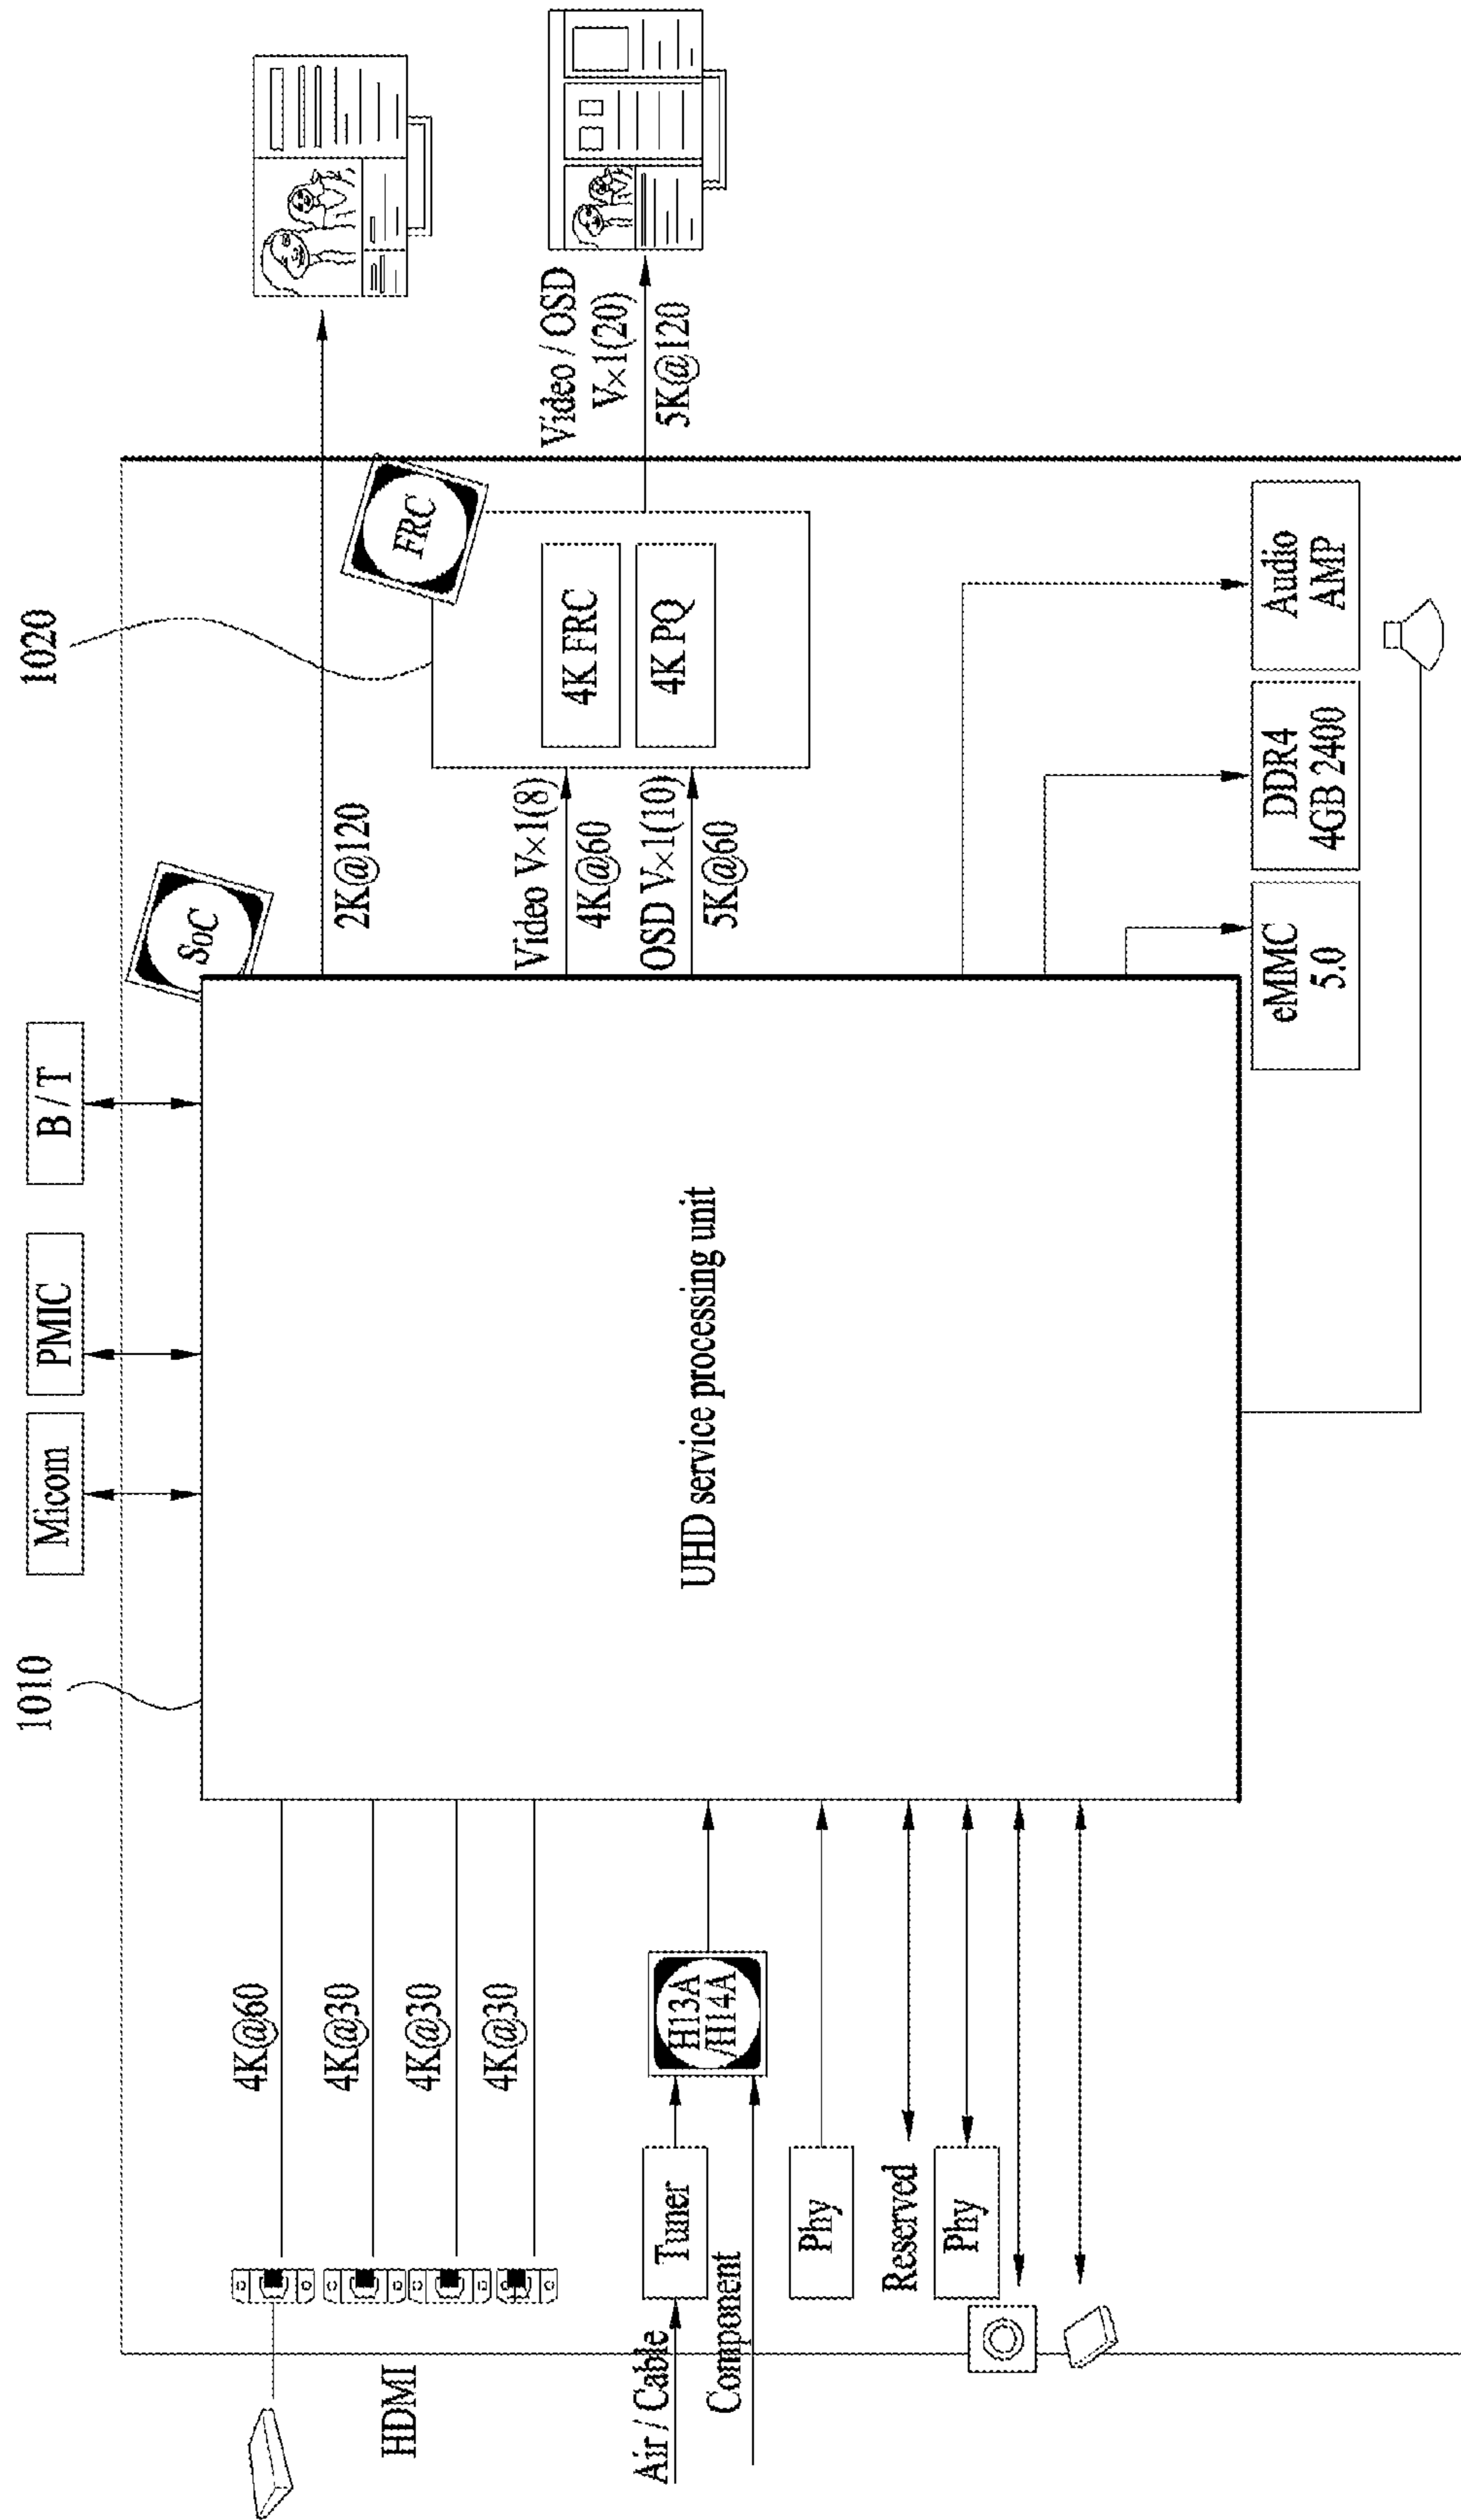 1010
Micom
PMIC
B / T
1020
SoC
FRC
4K@60
4K@30
4K@30
4K@30
HDMI
2K@120
Video V×1(8)
4K@60
OSD V×1(10)
5K@60
4K FRC
4K PQ
Video / OSD
V×1(20)
5K@120
UHD service processing unit
Air / Cable
Tuner
H13A
/H14A
Component
Phy
Reserved
Phy
eMMC
5.0
DDR4
4GB 2400
Audio
AMP